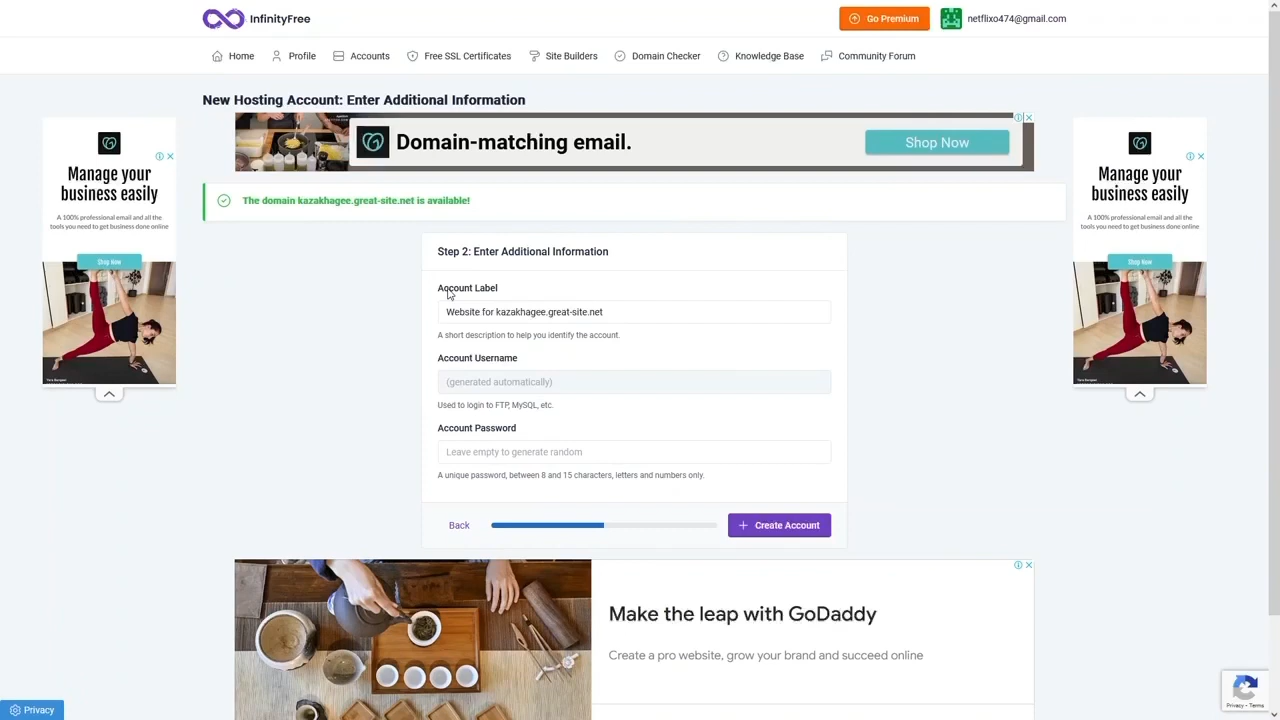 InfinityFree
Go Premium
netflixo474@gmail.com
Home
Profile
Accounts
Free SSL Certificates
Site Builders
Domain Checker
Knowledge Base
Community Forum
New Hosting Account: Enter Additional Information
Domain-matching email.
Shop Now
Manage your
business easily
A 100% professional email and all the
tools you need to get business done online
Shop Now
Manage your
business easily
A 100% professional email and all the
tools you need to get business done online
Shop Now
The domain kazakhagee.great-site.net is available!
Step 2: Enter Additional Information
Account Label
Website for kazakhagee.great-site.net
A short description to help you identify the account.
Account Username
(generated automatically)
Used to login to FTP, MySQL, etc.
Account Password
Leave empty to generate random
A unique password, between 8 and 15 characters, letters and numbers only.
Back
Create Account
Make the leap with GoDaddy
Create a pro website, grow your brand and succeed online
Privacy
Privacy - Terms